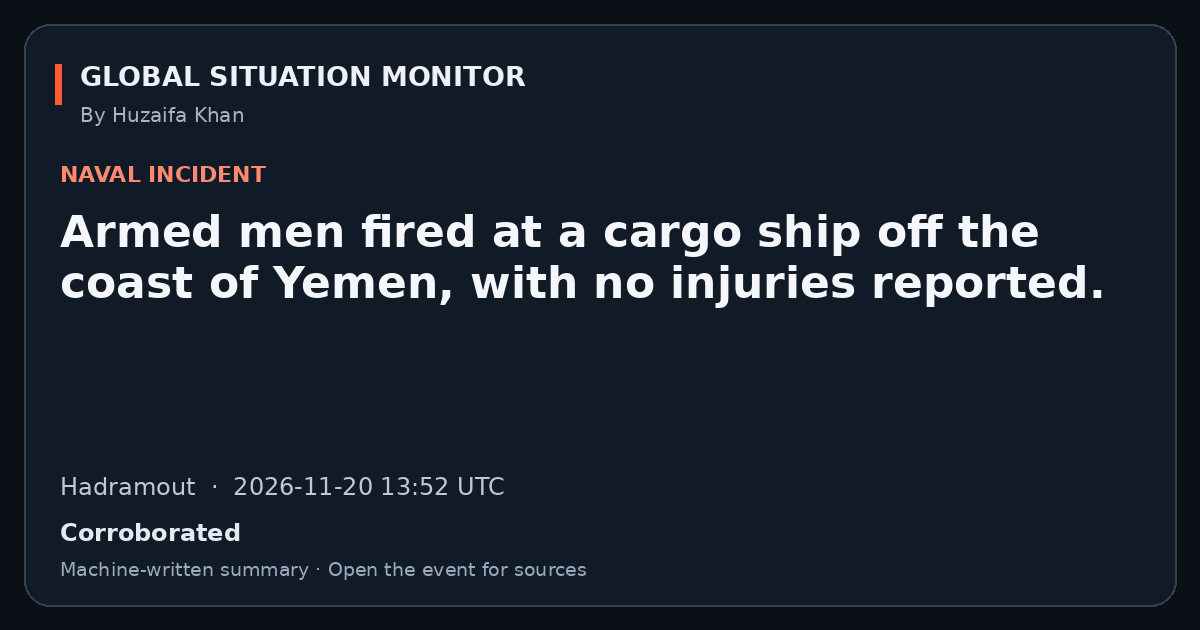 GLOBAL SITUATION MONITOR
By Huzaifa Khan
NAVAL INCIDENT
Armed men fired at a cargo ship off the
coast of Yemen, with no injuries reported.
Hadramout · 2026-11-20 13:52 UTC
Corroborated
Machine-written summary · Open the event for sources